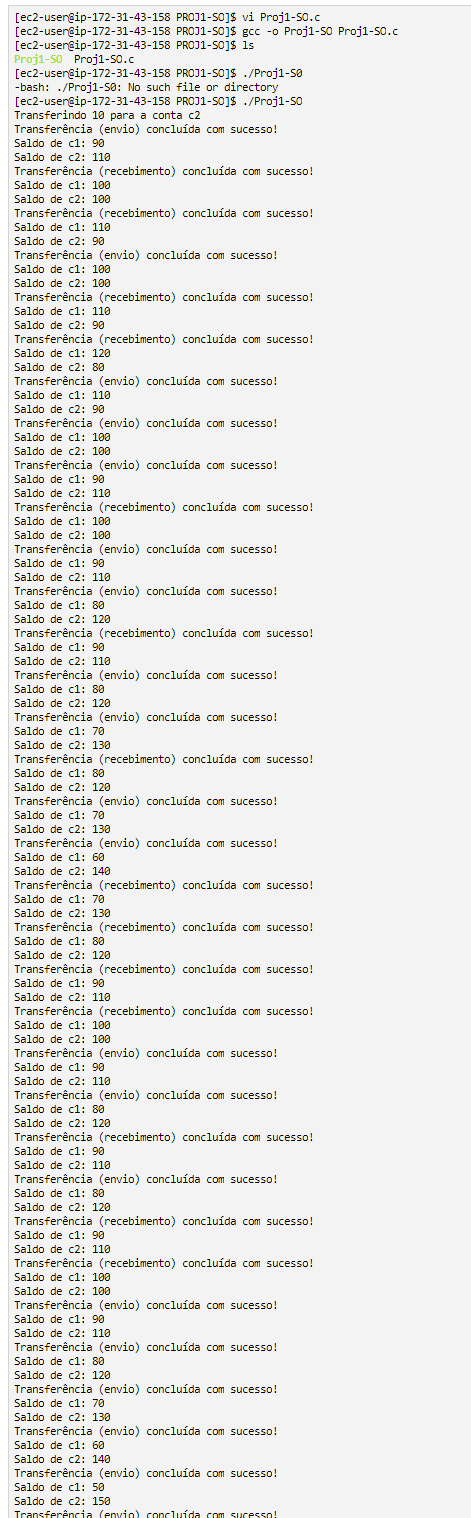 [ec2-user@ip-172-31-43-158 PROJ1-SO]$ vi Proj1-SO.c
[ec2-user@ip-172-31-43-158 PROJ1-SO]$ gcc -o Proj1-SO Proj1-SO.c
[ec2-user@ip-172-31-43-158 PROJ1-SO]$ ls
Proj1-SO  Proj1-SO.c
[ec2-user@ip-172-31-43-158 PROJ1-SO]$ ./Proj1-S0
-bash: ./Proj1-S0: No such file or directory
[ec2-user@ip-172-31-43-158 PROJ1-SO]$ ./Proj1-SO
Transferindo 10 para a conta c2
Transferência (envio) concluída com sucesso!
Saldo de c1: 90
Saldo de c2: 110
Transferência (recebimento) concluída com sucesso!
Saldo de c1: 100
Saldo de c2: 100
Transferência (recebimento) concluída com sucesso!
Saldo de c1: 110
Saldo de c2: 90
Transferência (envio) concluída com sucesso!
Saldo de c1: 100
Saldo de c2: 100
Transferência (recebimento) concluída com sucesso!
Saldo de c1: 110
Saldo de c2: 90
Transferência (recebimento) concluída com sucesso!
Saldo de c1: 120
Saldo de c2: 80
Transferência (envio) concluída com sucesso!
Saldo de c1: 110
Saldo de c2: 90
Transferência (envio) concluída com sucesso!
Saldo de c1: 100
Saldo de c2: 100
Transferência (envio) concluída com sucesso!
Saldo de c1: 90
Saldo de c2: 110
Transferência (recebimento) concluída com sucesso!
Saldo de c1: 100
Saldo de c2: 100
Transferência (envio) concluída com sucesso!
Saldo de c1: 90
Saldo de c2: 110
Transferência (envio) concluída com sucesso!
Saldo de c1: 80
Saldo de c2: 120
Transferência (recebimento) concluída com sucesso!
Saldo de c1: 90
Saldo de c2: 110
Transferência (envio) concluída com sucesso!
Saldo de c1: 80
Saldo de c2: 120
Transferência (envio) concluída com sucesso!
Saldo de c1: 70
Saldo de c2: 130
Transferência (recebimento) concluída com sucesso!
Saldo de c1: 80
Saldo de c2: 120
Transferência (envio) concluída com sucesso!
Saldo de c1: 70
Saldo de c2: 130
Transferência (envio) concluída com sucesso!
Saldo de c1: 60
Saldo de c2: 140
Transferência (recebimento) concluída com sucesso!
Saldo de c1: 70
Saldo de c2: 130
Transferência (recebimento) concluída com sucesso!
Saldo de c1: 80
Saldo de c2: 120
Transferência (recebimento) concluída com sucesso!
Saldo de c1: 90
Saldo de c2: 110
Transferência (recebimento) concluída com sucesso!
Saldo de c1: 100
Saldo de c2: 100
Transferência (envio) concluída com sucesso!
Saldo de c1: 90
Saldo de c2: 110
Transferência (envio) concluída com sucesso!
Saldo de c1: 80
Saldo de c2: 120
Transferência (recebimento) concluída com sucesso!
Saldo de c1: 90
Saldo de c2: 110
Transferência (envio) concluída com sucesso!
Saldo de c1: 80
Saldo de c2: 120
Transferência (recebimento) concluída com sucesso!
Saldo de c1: 90
Saldo de c2: 110
Transferência (recebimento) concluída com sucesso!
Saldo de c1: 100
Saldo de c2: 100
Transferência (envio) concluída com sucesso!
Saldo de c1: 90
Saldo de c2: 110
Transferência (envio) concluída com sucesso!
Saldo de c1: 80
Saldo de c2: 120
Transferência (envio) concluída com sucesso!
Saldo de c1: 70
Saldo de c2: 130
Transferência (envio) concluída com sucesso!
Saldo de c1: 60
Saldo de c2: 140
Transferência (envio) concluída com sucesso!
Saldo de c1: 50
Saldo de c2: 150
Transferência (envio) concluída com sucesso!